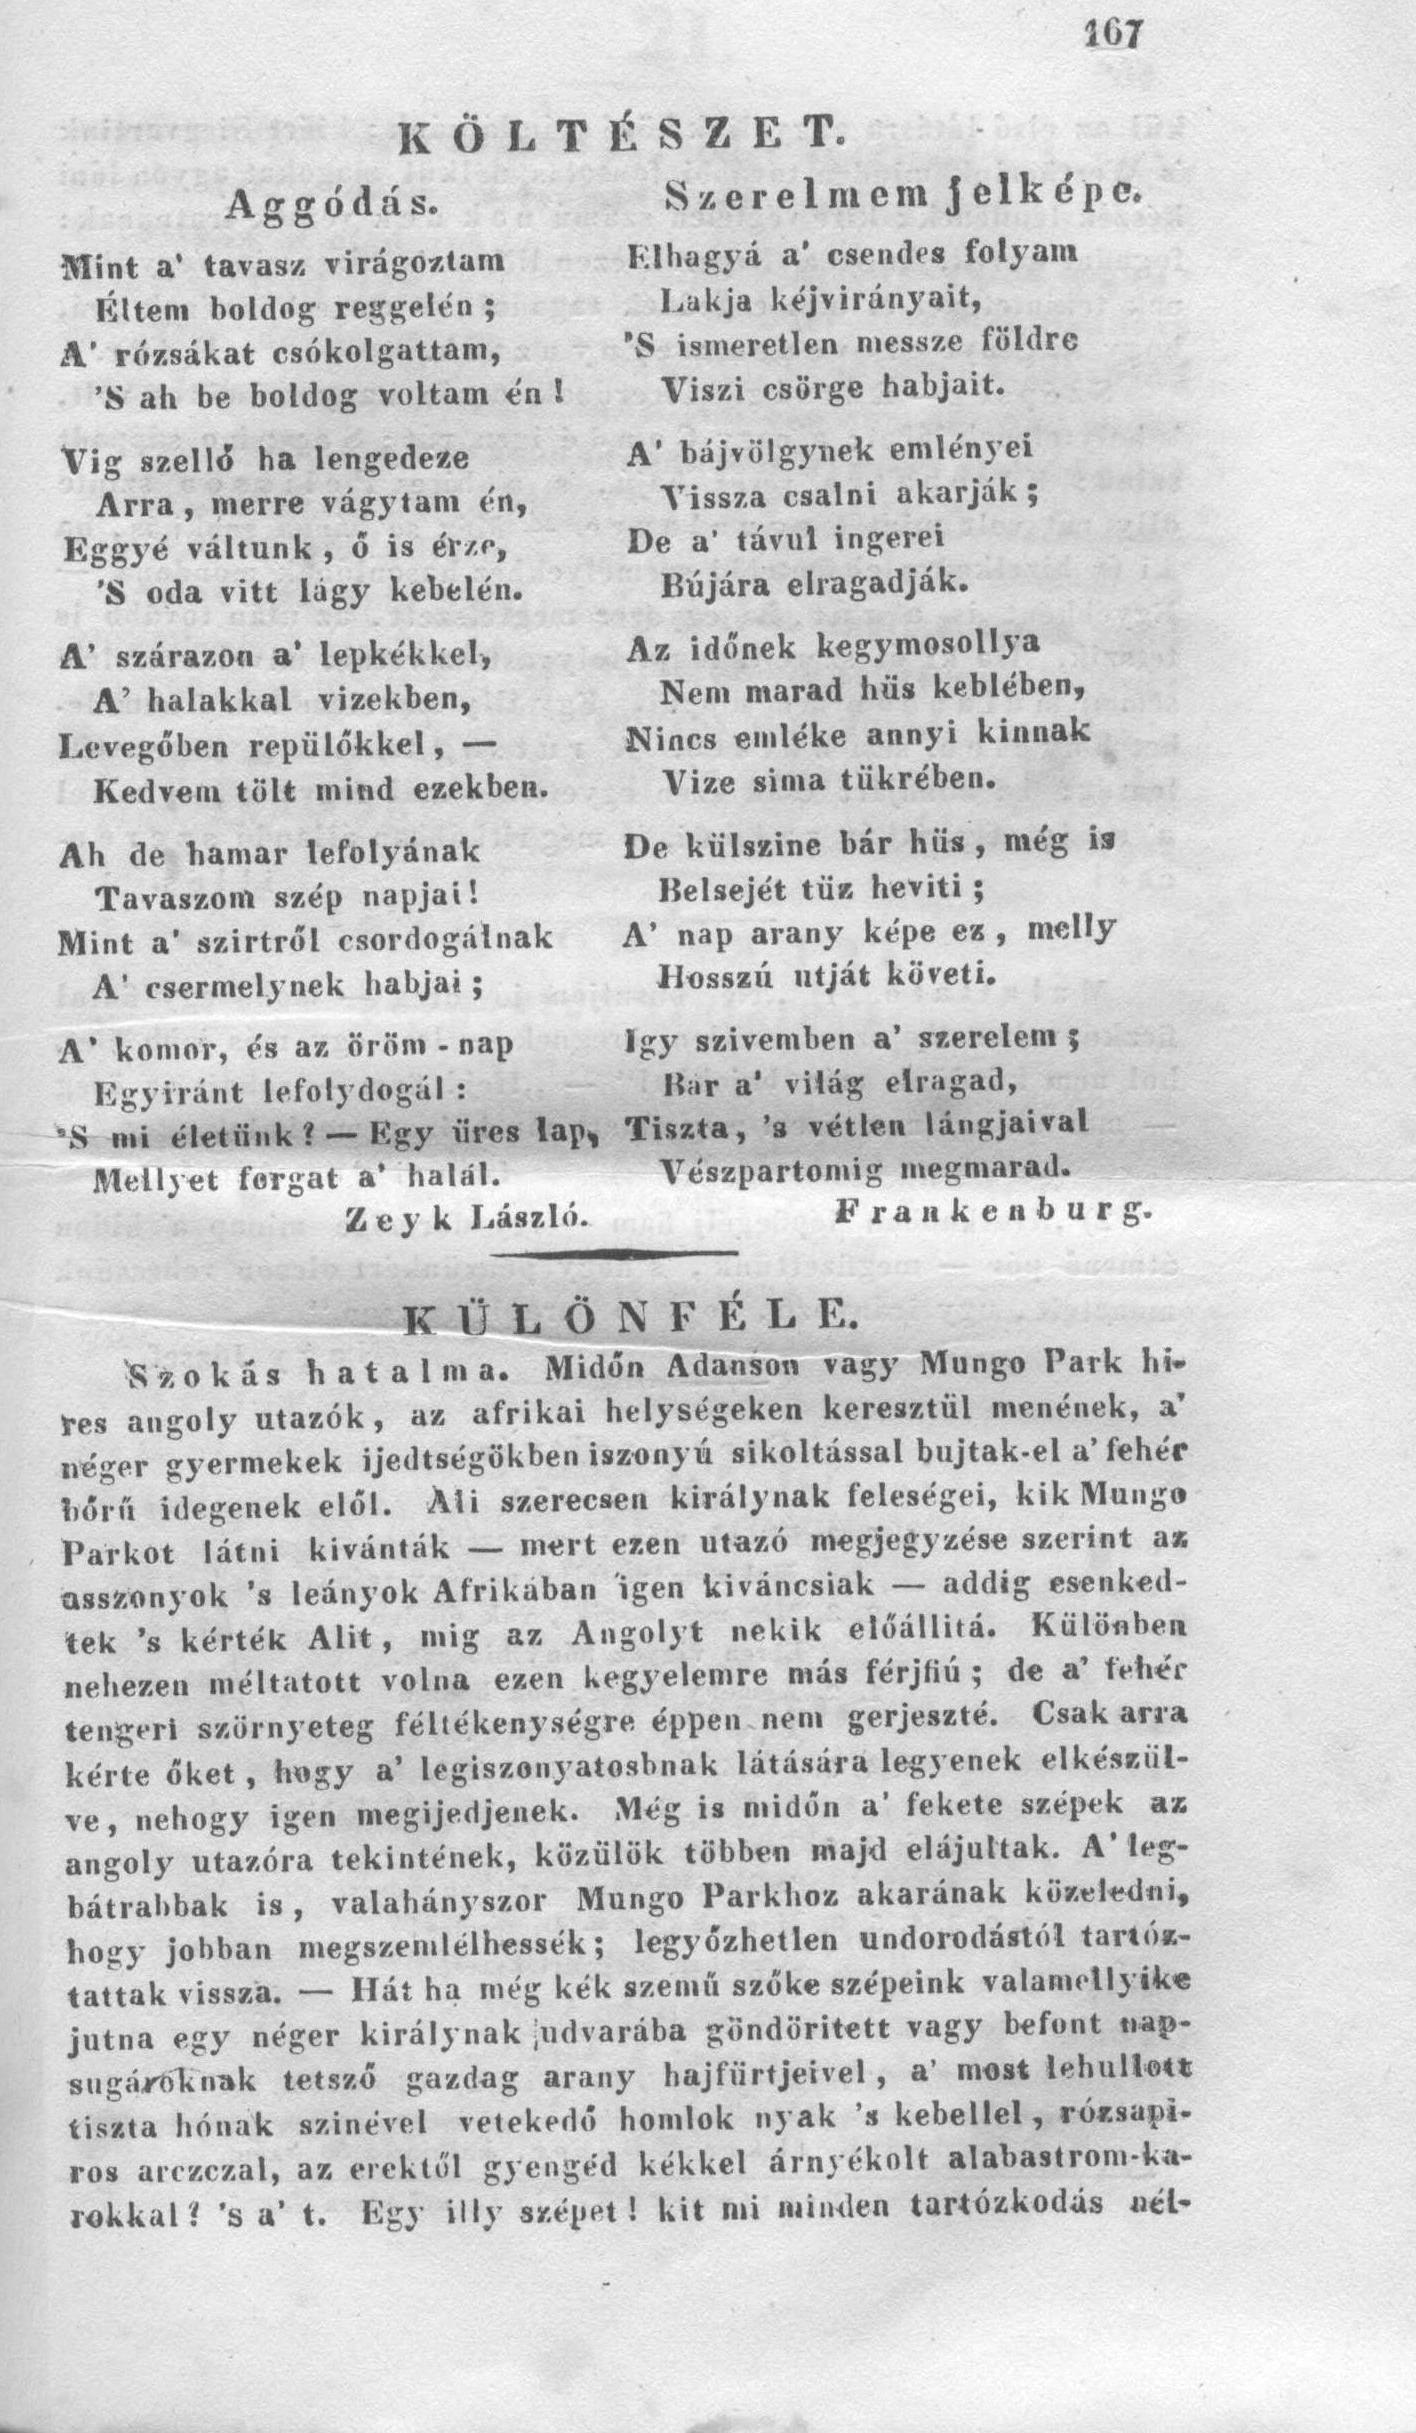 167
KÖLTÉSZET.
Aggódás.
Mint a' tavasz virágoztam
Éltem boldog reggelén;
A' rózsákat csókolgattam,
'S ah be boldog voltam én!
Vig szellő ha lengedeze
Arra, merre vágytam én,
Eggyé váltunk, ő is érze,
'S oda vitt lágy kebelén.
A' szárazon a' lepkékkel,
A' halakkal vizekben,
Levegőben repülőkkel, —
Kedvem tölt mind ezekben.
Ah de hamar lefolyának
Tavaszom szép napjai!
Mint a' szirtről csordogálnak
A' csermelynek habjai;
A' komor, és az öröm-nap
Egyiránt lefolydogál:
'S mi életünk? — Egy üres lap,
Mellyet forgat a' halál.
Zeyk László.
Szerelmem jelképe.
Elhagyá a' csendes folyam
Lakja kéjvirányait,
'S ismeretlen messze földre
Viszi csörge habjait.
A' bájvölgynek emlényei
Vissza csalni akarják;
De a' távul ingerei
Bújára elragadják.
Az időnek kegymosollya
Nem marad hüs keblében,
Nincs emléke annyi kinnak
Vize sima tükrében.
De külszine bár hüs, még is
Belsejét tüz heviti;
A' nap arany képe ez, melly
Hosszú utját követi.
Igy szivemben a' szerelem;
Bár a' világ elragad,
Tiszta, 's vétlen lángjaival
Vészpartomig megmarad.
Frankenburg.
KÜLÖNFÉLE.
Szokás hatalma. Midőn Adanson vagy Mungo Park hi-
res angoly utazók, az afrikai helységeken keresztül menének, a'
néger gyermekek ijedtségökben iszonyú sikoltással bujtak-el a' fehér
bőrű idegenek elől. Ali szerecsen királynak feleségei, kik Mungo
Parkot látni kivánták — mert ezen utazó megjegyzése szerint az
asszonyok 's leányok Afrikában igen kiváncsiak — addig esenked-
tek 's kérték Alit, mig az Angolyt nekik előállitá. Különben
nehezen méltatott volna ezen kegyelemre más férjfiú; de a' fehér
tengeri szörnyeteg féltékenységre éppen nem gerjeszté. Csak arra
kérte őket, hogy a' legiszonyatosbnak látására legyenek elkészül-
ve, nehogy igen megijedjenek. Még is midőn a' fekete szépek az
angoly utazóra tekintének, közülök többen majd elájultak. A' leg-
bátrabbak is, valahányszor Mungo Parkhoz akarának közeledni,
hogy jobban megszemlélhessék; legyőzhetlen undorodástól tartóz-
tattak vissza. — Hát ha még kék szemű szőke szépeink valamellyike
jutna egy néger királynak udvarába göndöritett vagy befont nap-
sugároknak tetsző gazdag arany hajfürtjeivel, a' most lehullott
tiszta hónak szinével vetekedő homlok nyak 's kebellel, rózsapi-
ros arczczal, az erektől gyengéd kékkel árnyékolt alabastrom-ka-
rokkal? 's a' t. Egy illy szépet! kit mi minden tartózkodás nél-